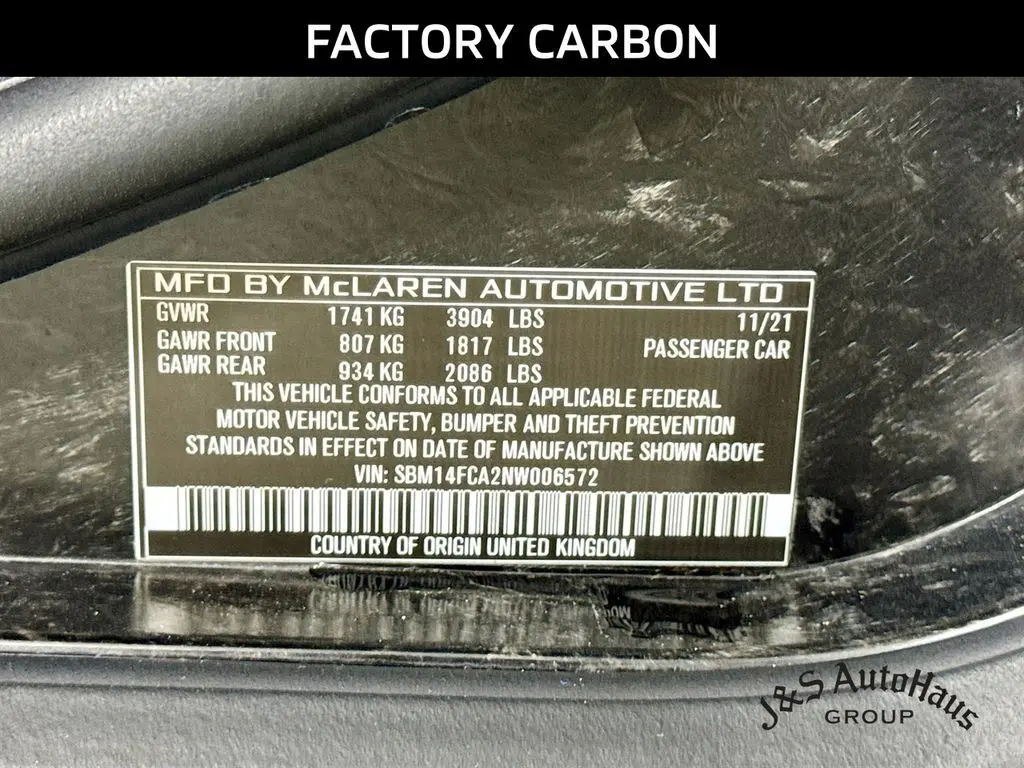 FACTORY CARBON
MFD BY McLAREN AUTOMOTIVE LTD
GVWR 1741 KG 3904 LBS 11/21
GAWR FRONT 807 KG 1817 LBS PASSENGER CAR
GAWR REAR 934 KG 2086 LBS
THIS VEHICLE CONFORMS TO ALL APPLICABLE FEDERAL
MOTOR VEHICLE SAFETY, BUMPER AND THEFT PREVENTION
STANDARDS IN EFFECT ON DATE OF MANUFACTURE SHOWN ABOVE
VIN: SBM14FCA2NW006572
COUNTRY OF ORIGIN UNITED KINGDOM
J&S AutoHaus
GROUP